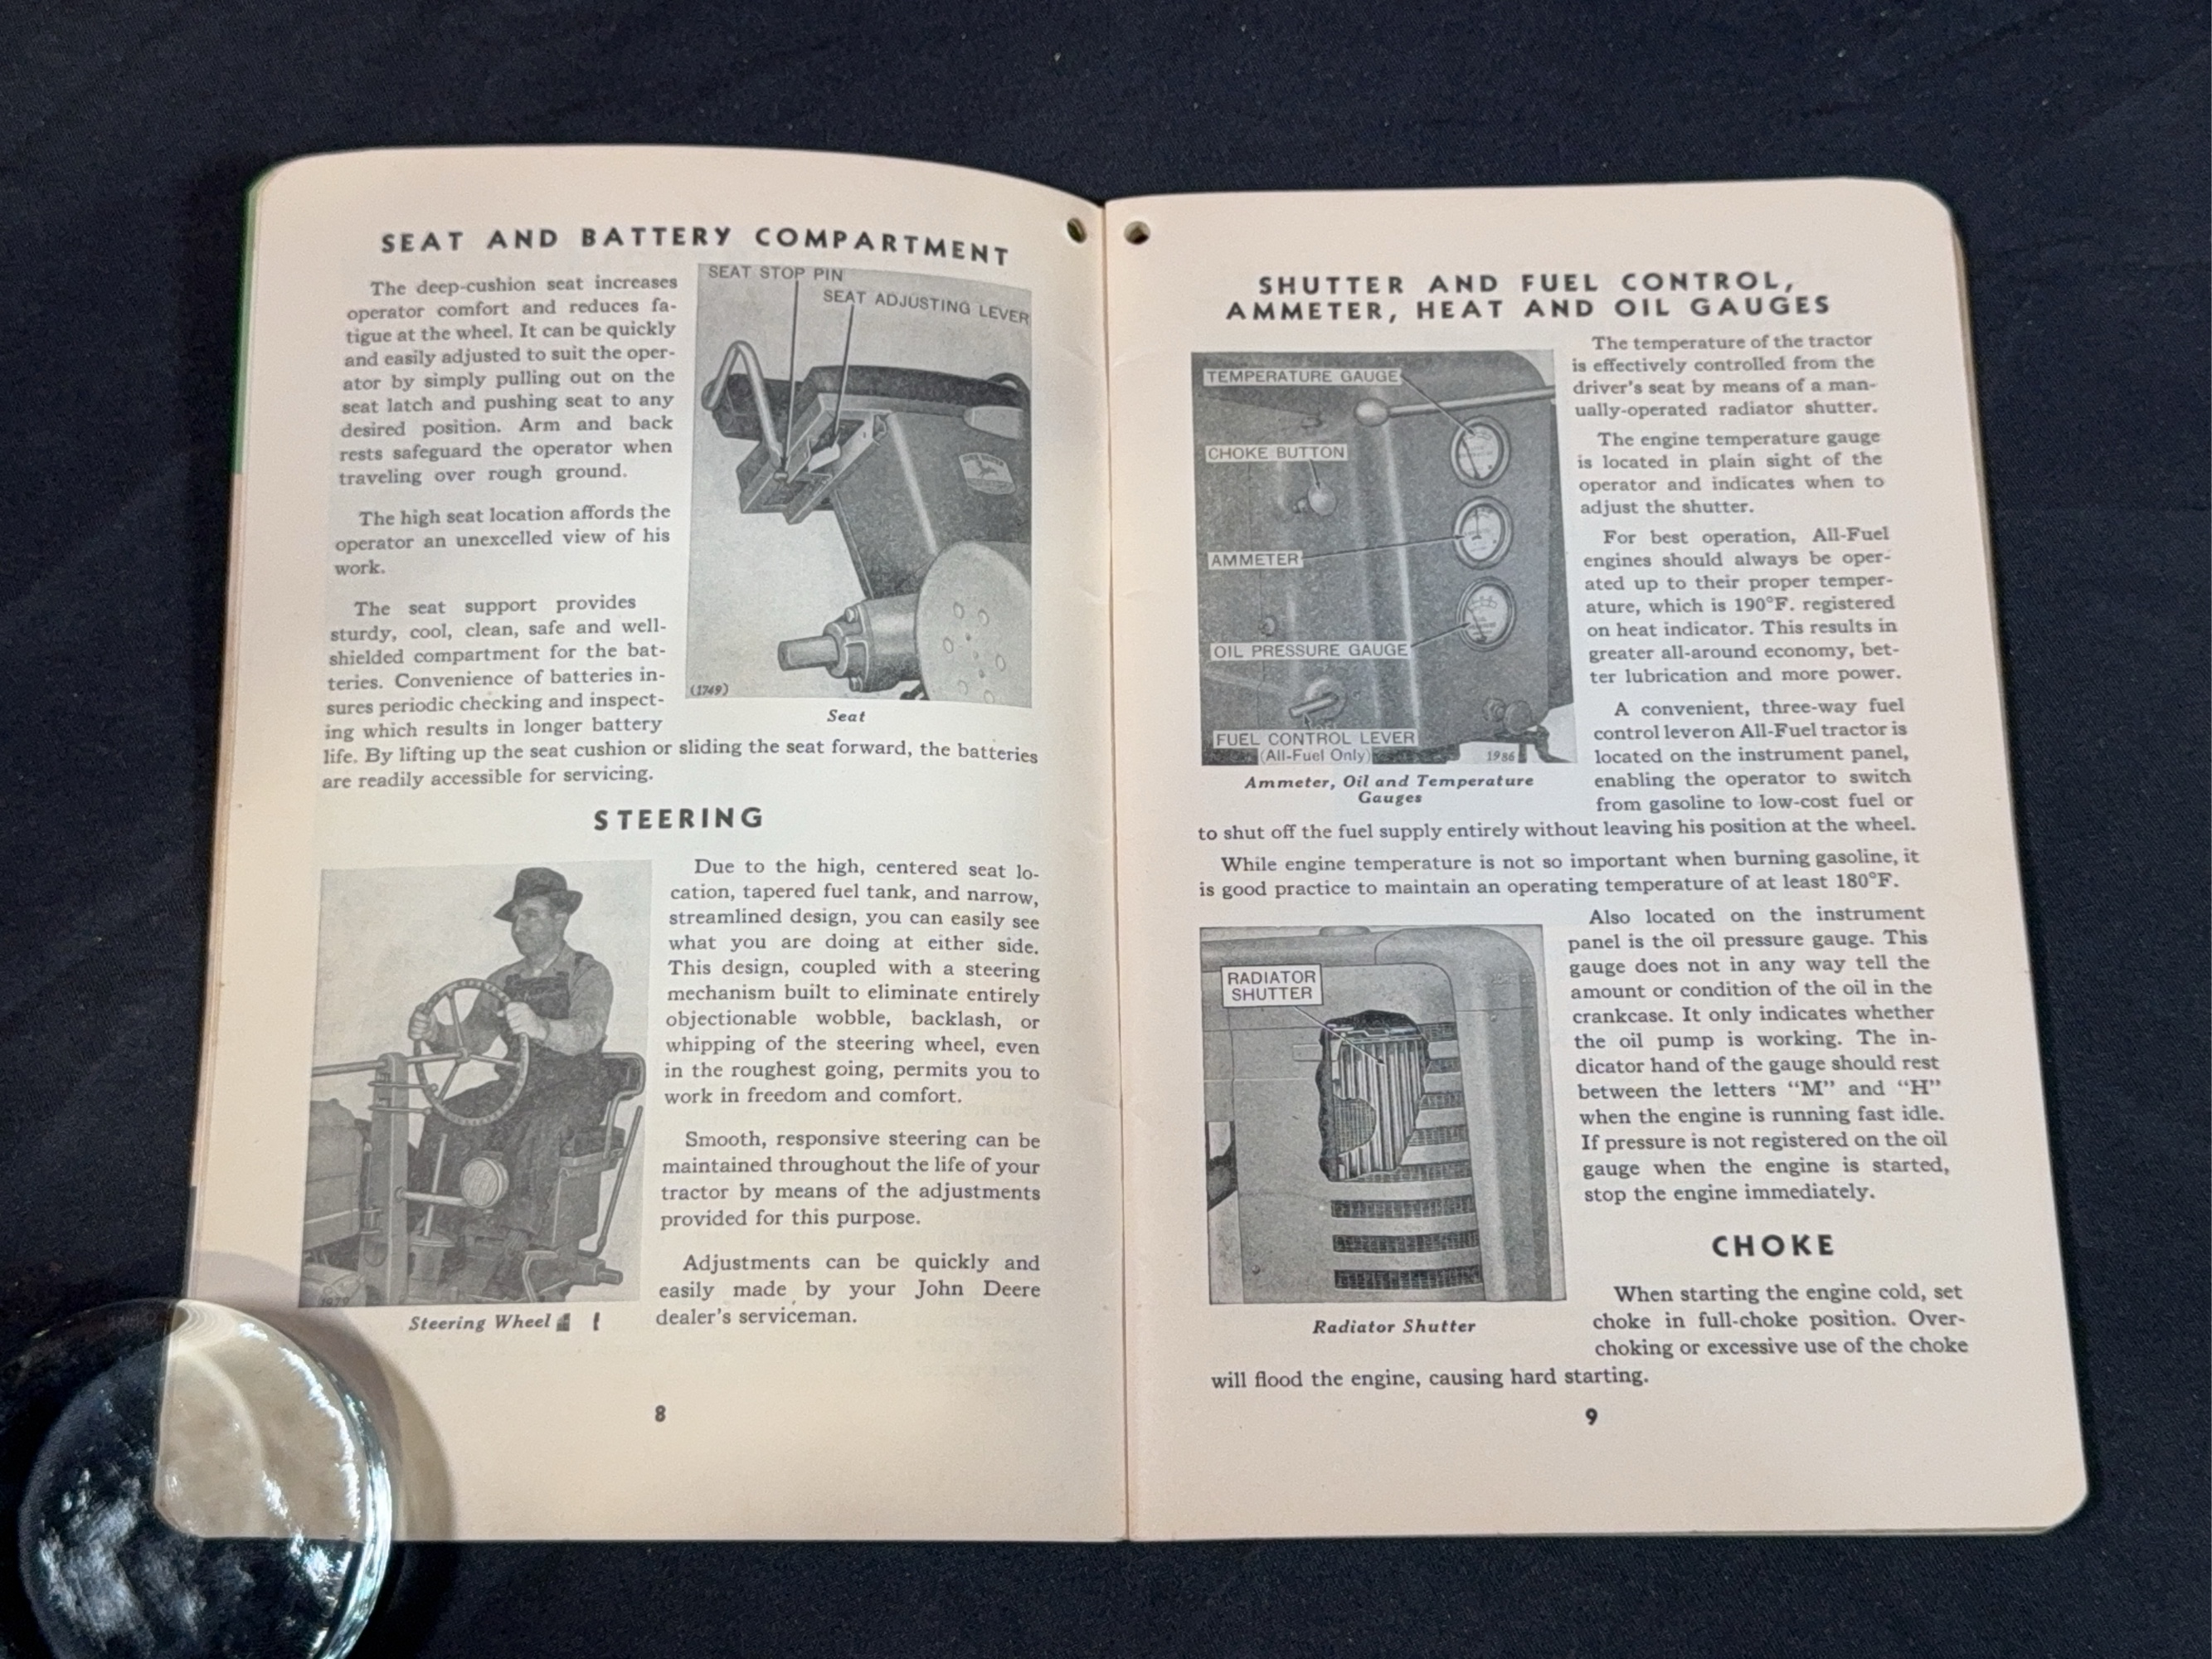 SEAT AND BATTERY COMPARTMENT
The deep-cushion seat increases
operator comfort and reduces fa-
tigue at the wheel. It can be quickly
and easily adjusted to suit the oper-
ator by simply pulling out on the
seat latch and pushing seat to any
desired position. Arm and back
rests safeguard the operator when
traveling over rough ground.
The high seat location affords the
operator an unexcelled view of his
work.
The seat support provides
sturdy, cool, clean, safe and well-
shielded compartment for the bat-
teries. Convenience of batteries in-
sures periodic checking and inspect-
ing which results in longer battery
life. By lifting up the seat cushion or sliding the seat forward, the batteries
are readily accessible for servicing.
SEAT STOP PIN
SEAT ADJUSTING LEVER
(1749)
Seat
STEERING
Due to the high, centered seat lo-
cation, tapered fuel tank, and narrow,
streamlined design, you can easily see
what you are doing at either side.
This design, coupled with a steering
mechanism built to eliminate entirely
objectionable wobble, backlash, or
whipping of the steering wheel, even
in the roughest going, permits you to
work in freedom and comfort.
Smooth, responsive steering can be
maintained throughout the life of your
tractor by means of the adjustments
provided for this purpose.
Adjustments can be quickly and
easily made by your John Deere
dealer's serviceman.
Steering Wheel
8
SHUTTER AND FUEL CONTROL,
AMMETER, HEAT AND OIL GAUGES
TEMPERATURE GAUGE
CHOKE BUTTON
AMMETER
OIL PRESSURE GAUGE
FUEL CONTROL LEVER
(All-Fuel Only)
1986
Ammeter, Oil and Temperature
Gauges
The temperature of the tractor
is effectively controlled from the
driver's seat by means of a man-
ually-operated radiator shutter.
The engine temperature gauge
is located in plain sight of the
operator and indicates when to
adjust the shutter.
For best operation, All-Fuel
engines should always be oper-
ated up to their proper temper-
ature, which is 190°F. registered
on heat indicator. This results in
greater all-around economy, bet-
ter lubrication and more power.
A convenient, three-way fuel
control lever on All-Fuel tractor is
located on the instrument panel,
enabling the operator to switch
from gasoline to low-cost fuel or
to shut off the fuel supply entirely without leaving his position at the wheel.
While engine temperature is not so important when burning gasoline, it
is good practice to maintain an operating temperature of at least 180°F.
RADIATOR
SHUTTER
Radiator Shutter
Also located on the instrument
panel is the oil pressure gauge. This
gauge does not in any way tell the
amount or condition of the oil in the
crankcase. It only indicates whether
the oil pump is working. The in-
dicator hand of the gauge should rest
between the letters "M" and "H"
when the engine is running fast idle.
If pressure is not registered on the oil
gauge when the engine is started,
stop the engine immediately.
CHOKE
When starting the engine cold, set
choke in full-choke position. Over-
choking or excessive use of the choke
will flood the engine, causing hard starting.
9